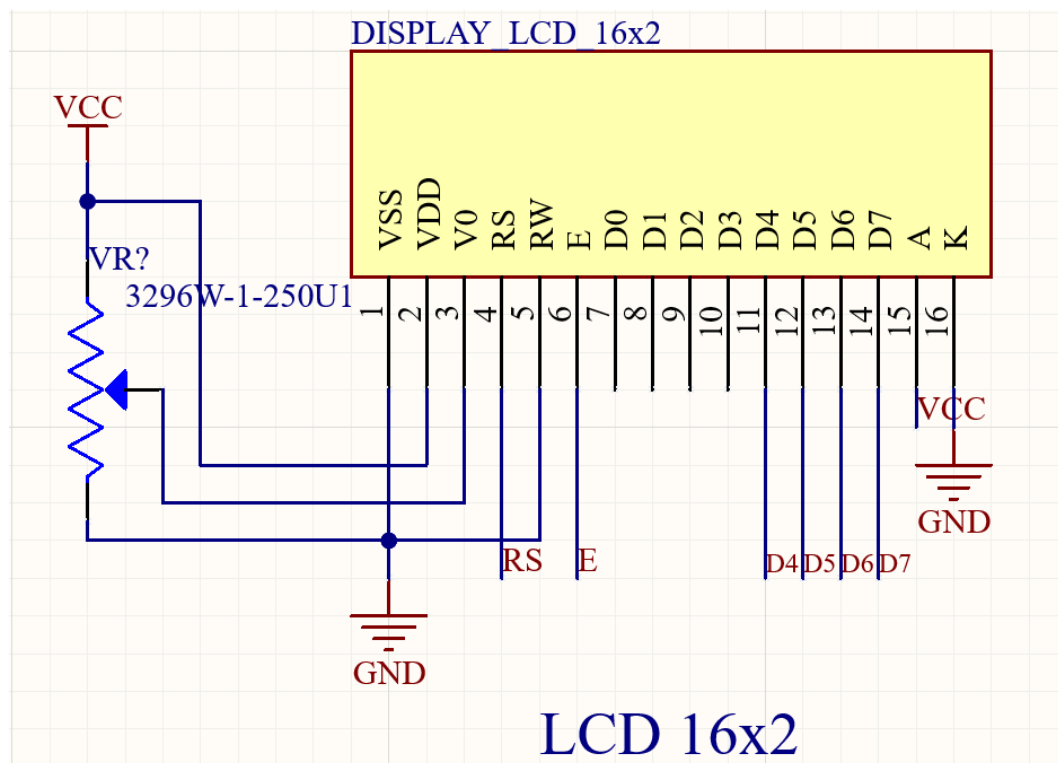 DISPLAY_LCD_16x2
VCC
VSS
VDD
V0
RS
RW
E
D0
D1
D2
D3
D4
D5
D6
D7
A
K
VR?
3296W-1-250U1
1
2
3
4
5
6
7
8
9
10
11
12
13
14
15
16
VCC
GND
RS
E
D4
D5
D6
D7
GND
LCD 16x2